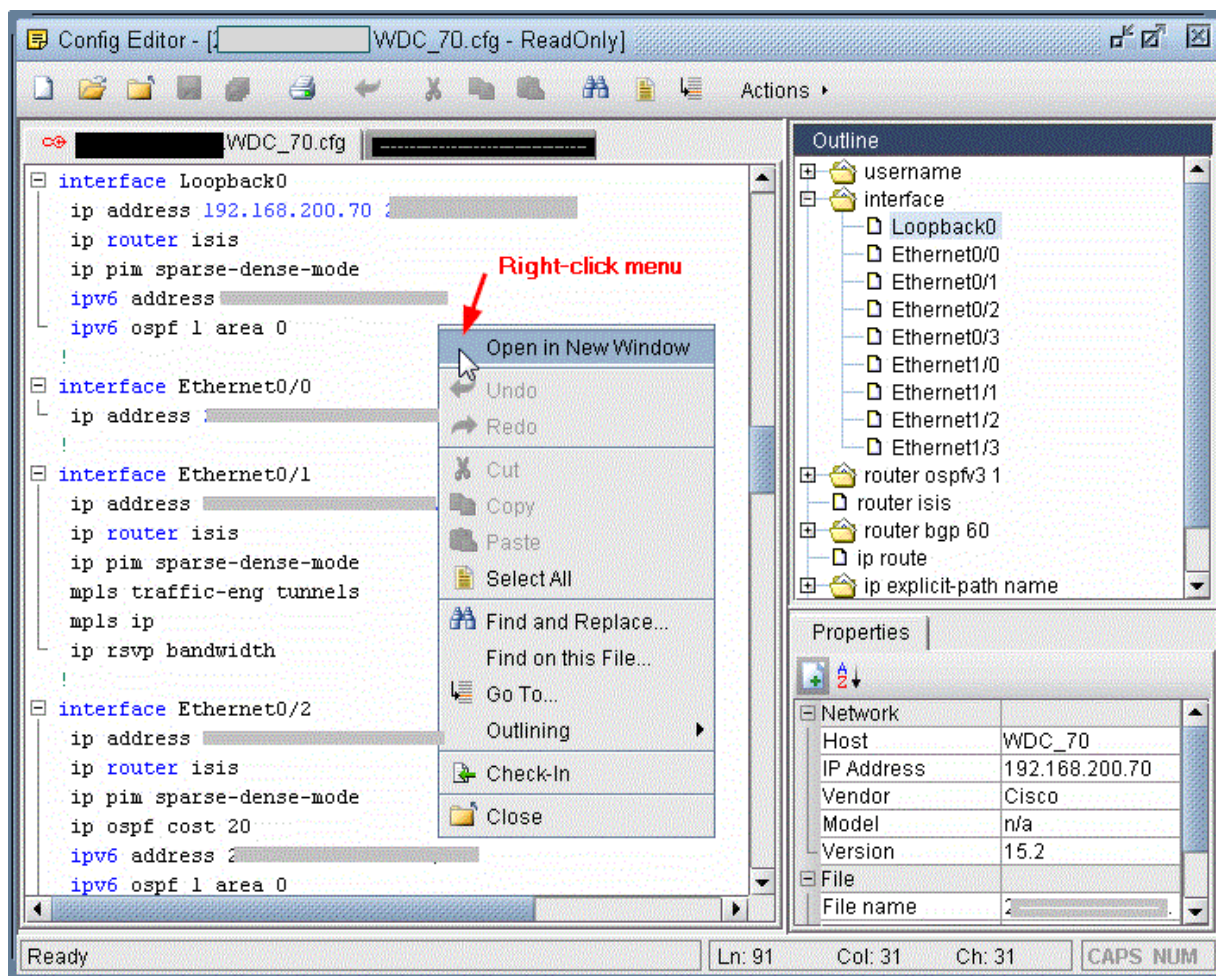 Config Editor - [ WDC_70.cfg - ReadOnly]
Actions
WDC_70.cfg
interface Loopback0
ip address 192.168.200.70 2
ip router isis
ip pim sparse-dense-mode
ipv6 address
ipv6 ospf 1 area 0
!
interface Ethernet0/0
ip address
!
interface Ethernet0/1
ip address
ip router isis
ip pim sparse-dense-mode
mpls traffic-eng tunnels
mpls ip
ip rsvp bandwidth
!
interface Ethernet0/2
ip address
ip router isis
ip pim sparse-dense-mode
ip ospf cost 20
ipv6 address 2
ipv6 ospf 1 area 0
Right-click menu
Open in New Window
Undo
Redo
Cut
Copy
Paste
Select All
Find and Replace...
Find on this File...
Go To...
Outlining
Check-In
Close
Outline
username
interface
Loopback0
Ethernet0/0
Ethernet0/1
Ethernet0/2
Ethernet0/3
Ethernet1/0
Ethernet1/1
Ethernet1/2
Ethernet1/3
router ospfv3 1
router isis
router bgp 60
ip route
ip explicit-path name
Properties
Network
Host WDC_70
IP Address 192.168.200.70
Vendor Cisco
Model n/a
Version 15.2
File
File name 2 .
Ready Ln: 91 Col: 31 Ch: 31 CAPS NUM